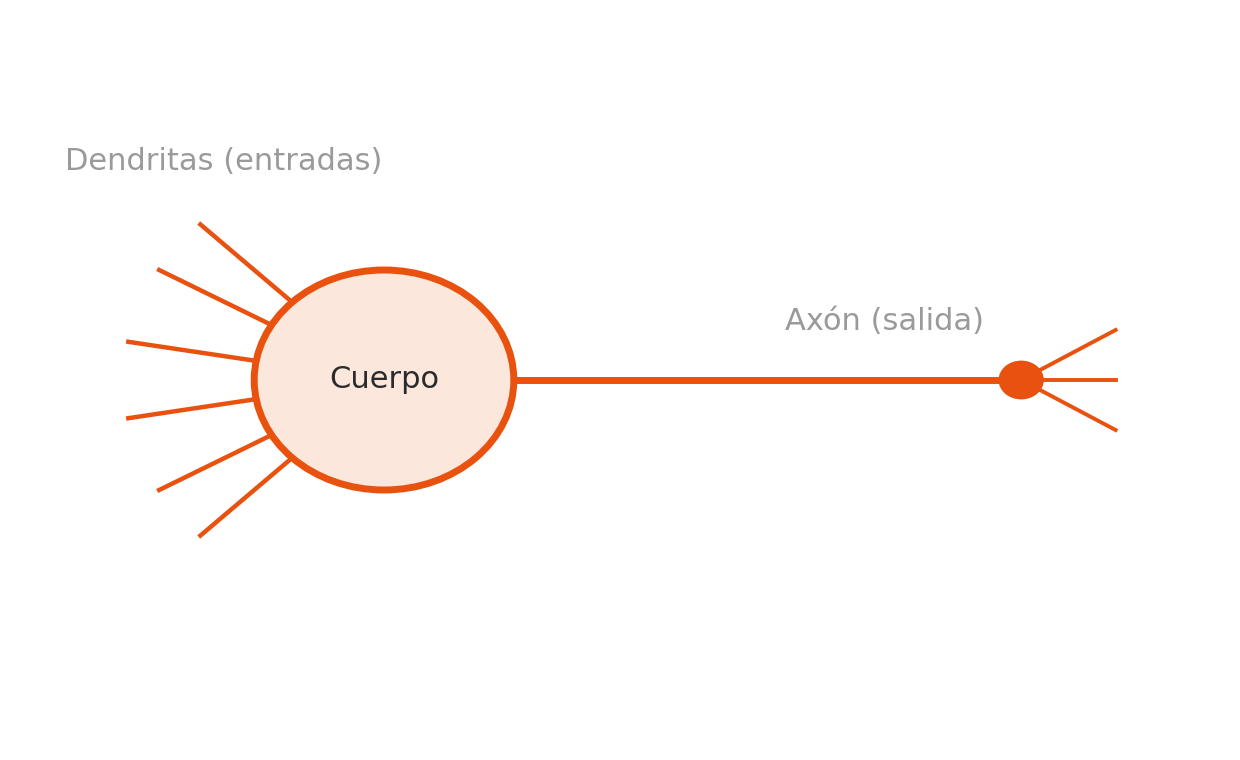 Dendritas (entradas)
Axón (salida)
Cuerpo